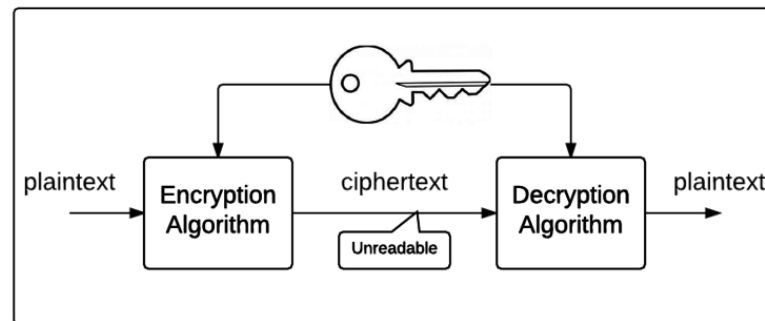 plaintext
Encryption
Algorithm
ciphertext
Unreadable
Decryption
Algorithm
plaintext